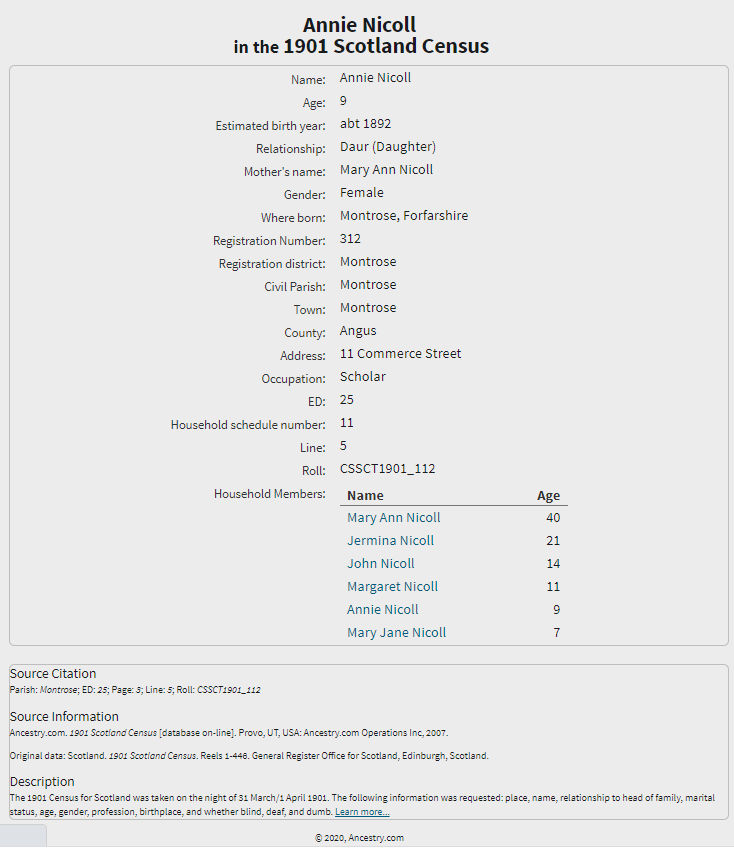 Annie Nicoll
in the 1901 Scotland Census
Name: Annie Nicoll
Age: 9
Estimated birth year: abt 1892
Relationship: Daur (Daughter)
Mother's name: Mary Ann Nicoll
Gender: Female
Where born: Montrose, Forfarshire
Registration Number: 312
Registration district: Montrose
Civil Parish: Montrose
Town: Montrose
County: Angus
Address: 11 Commerce Street
Occupation: Scholar
ED: 25
Household schedule number: 11
Line: 5
Roll: CSSCT1901_112
Household Members: Name Age
Mary Ann Nicoll 40
Jermina Nicoll 21
John Nicoll 14
Margaret Nicoll 11
Annie Nicoll 9
Mary Jane Nicoll 7
Source Citation
Parish: Montrose; ED: 25; Page: 3; Line: 5; Roll: CSSCT1901_112
Source Information
Ancestry.com. 1901 Scotland Census [database on-line]. Provo, UT, USA: Ancestry.com Operations Inc, 2007.
Original data: Scotland. 1901 Scotland Census. Reels 1-446. General Register Office for Scotland, Edinburgh, Scotland.
Description
The 1901 Census for Scotland was taken on the night of 31 March/1 April 1901. The following information was requested: place, name, relationship to head of family, marital
status, age, gender, profession, birthplace, and whether blind, deaf, and dumb. Learn more...
© 2020, Ancestry.com